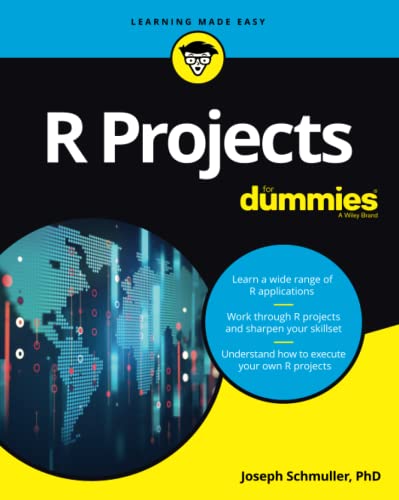 LEARNING MADE EASY
R Projects
for
dummies®
A Wiley Brand
Learn a wide range of
R applications
Work through R projects
and sharpen your skillset
Understand how to execute
your own R projects
Joseph Schmuller, PhD